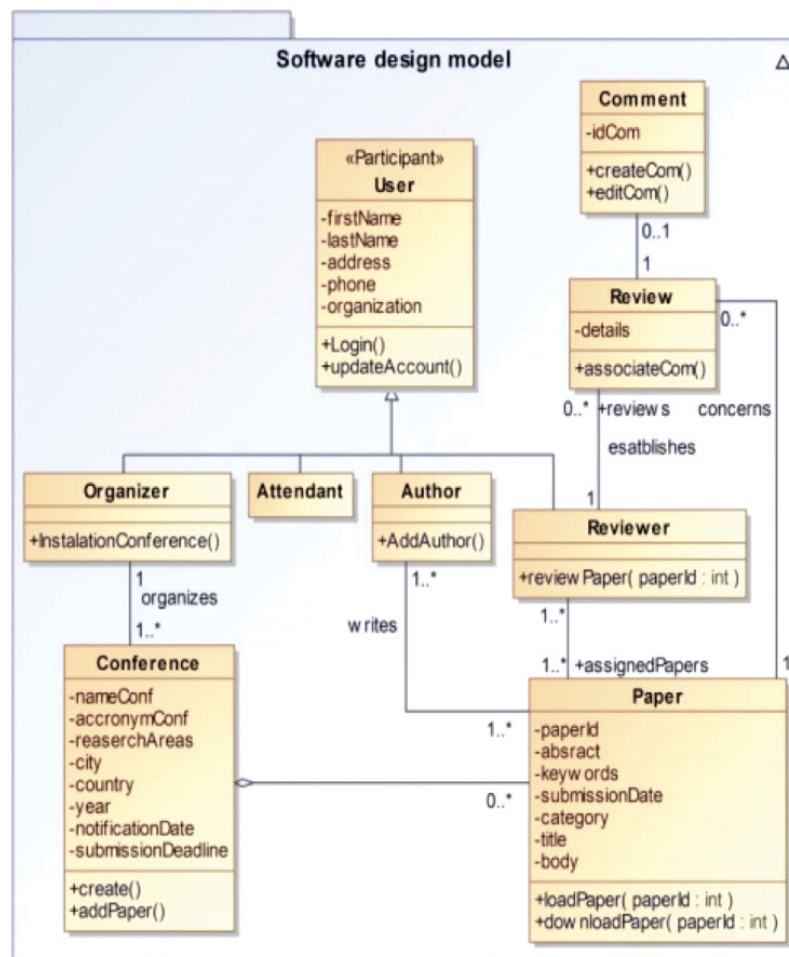 Software design model
Comment
-idCom
+createCom()
+editCom()
0..1
1
«Participant»
User
-firstName
-lastName
-address
-phone
-organization
+Login()
+updateAccount()
Review
-details
+associateCom()
0..*
0..* +reviews
concerns
esatblishes
1
Organizer
+InstalationConference()
Attendant
Author
+AddAuthor()
Reviewer
+reviewPaper( paperId : int )
1
organizes
1..*
1..*
writes
1..*
1..*
1..* +assignedPapers
1
Conference
-nameConf
-accronymConf
-reaserchAreas
-city
-country
-year
-notificationDate
-submissionDeadline
+create()
+addPaper()
0..*
Paper
-paperId
-absract
-keywords
-submissionDate
-category
-title
-body
+loadPaper( paperId : int )
+downloadPaper( paperId : int )